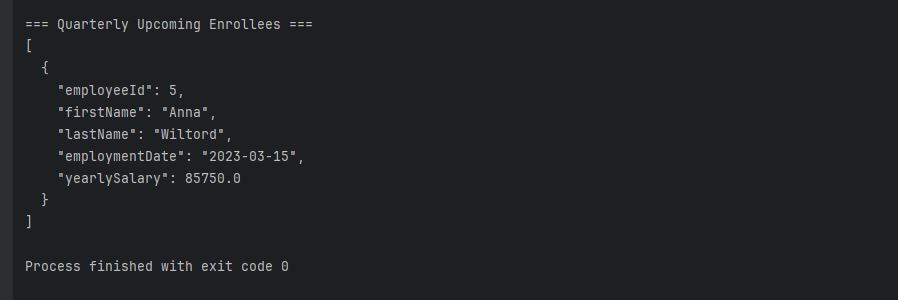 === Quarterly Upcoming Enrollees ===
[
  {
    "employeeId": 5,
    "firstName": "Anna",
    "lastName": "Wiltord",
    "employmentDate": "2023-03-15",
    "yearlySalary": 85750.0
  }
]
Process finished with exit code 0